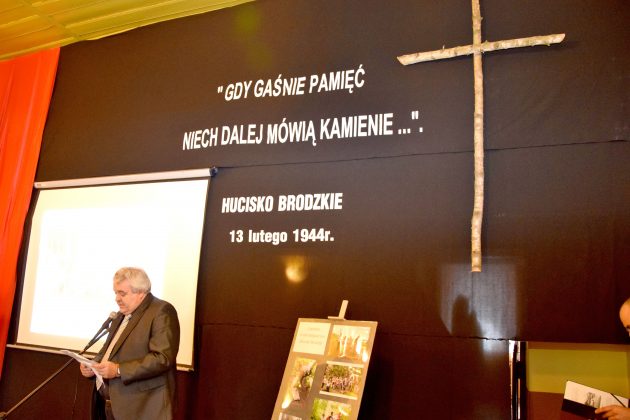 "GDY GAŚNIE PAMIĘĆ
NIECH DALEJ MÓWIĄ KAMIENIE ...".
HUCISKO BRODZKIE
13 lutego 1944r.